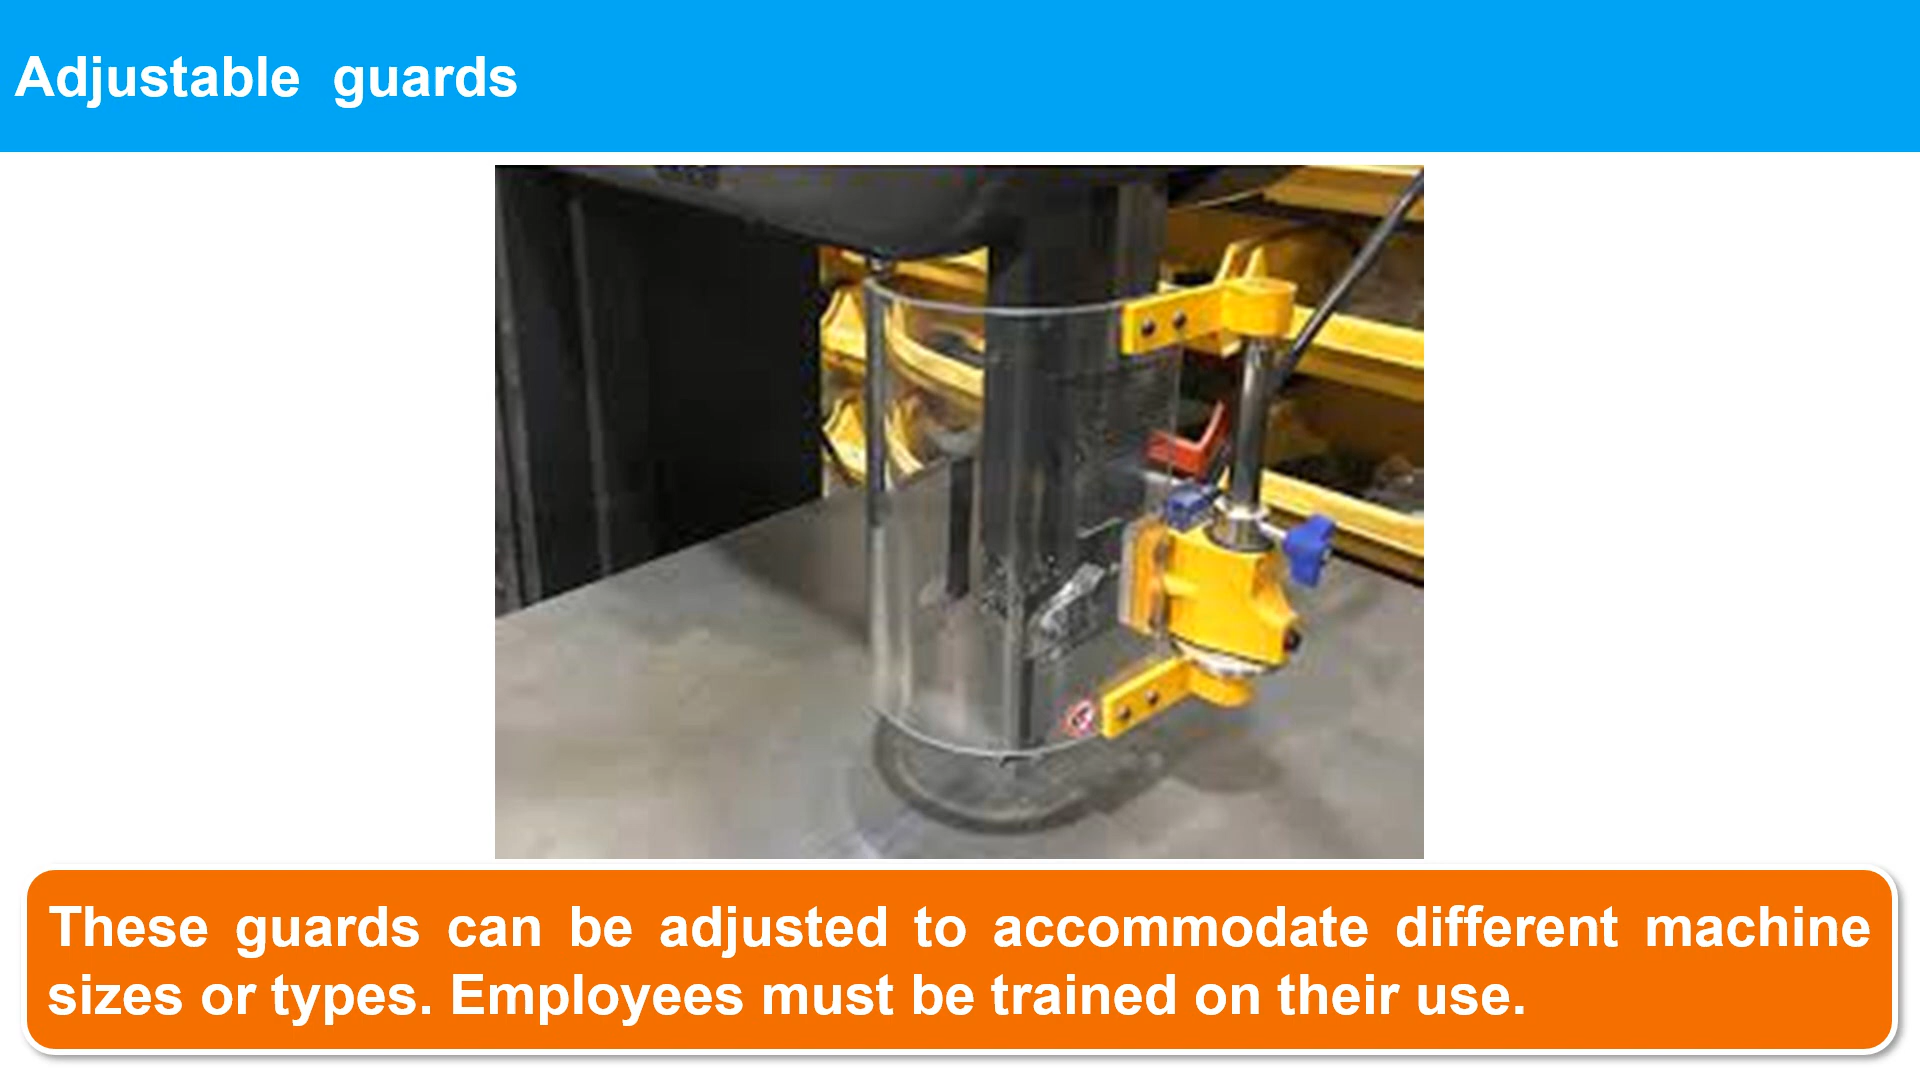 Adjustable guards
These guards can be adjusted to accommodate different machine
sizes or types. Employees must be trained on their use.